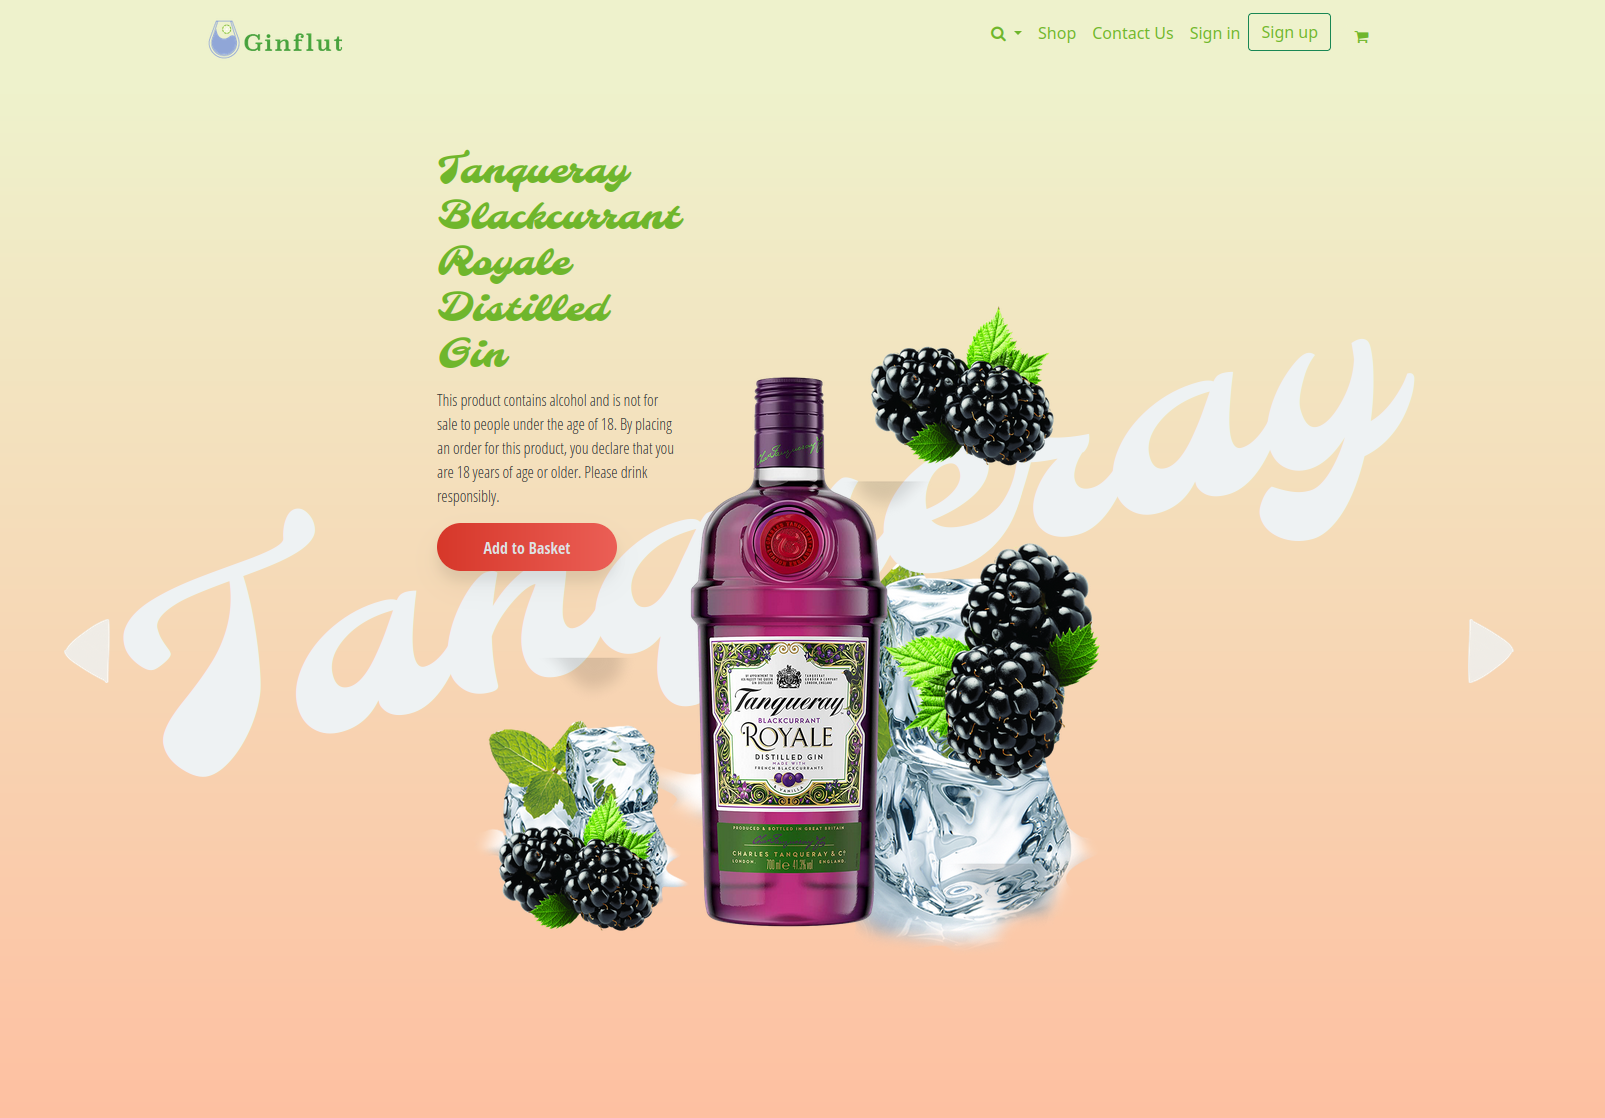 Ginflut
Shop
Contact Us
Sign in
Sign up
Tanqueray
Blackcurrant
Royale
Distilled
Gin
This product contains alcohol and is not for
sale to people under the age of 18. By placing
an order for this product, you declare that you
are 18 years of age or older. Please drink
responsibly.
Add to Basket
Tanqueray
Tanqueray
BLACKCURRANT
ROYALE
DISTILLED GIN
MADE WITH
FRENCH BLACKCURRANTS
& VANILLA
PRODUCED & BOTTLED IN GREAT BRITAIN
CHARLES TANQUERAY & Cº
LONDON, 700 ml ℮ 41.3% vol ENGLAND.